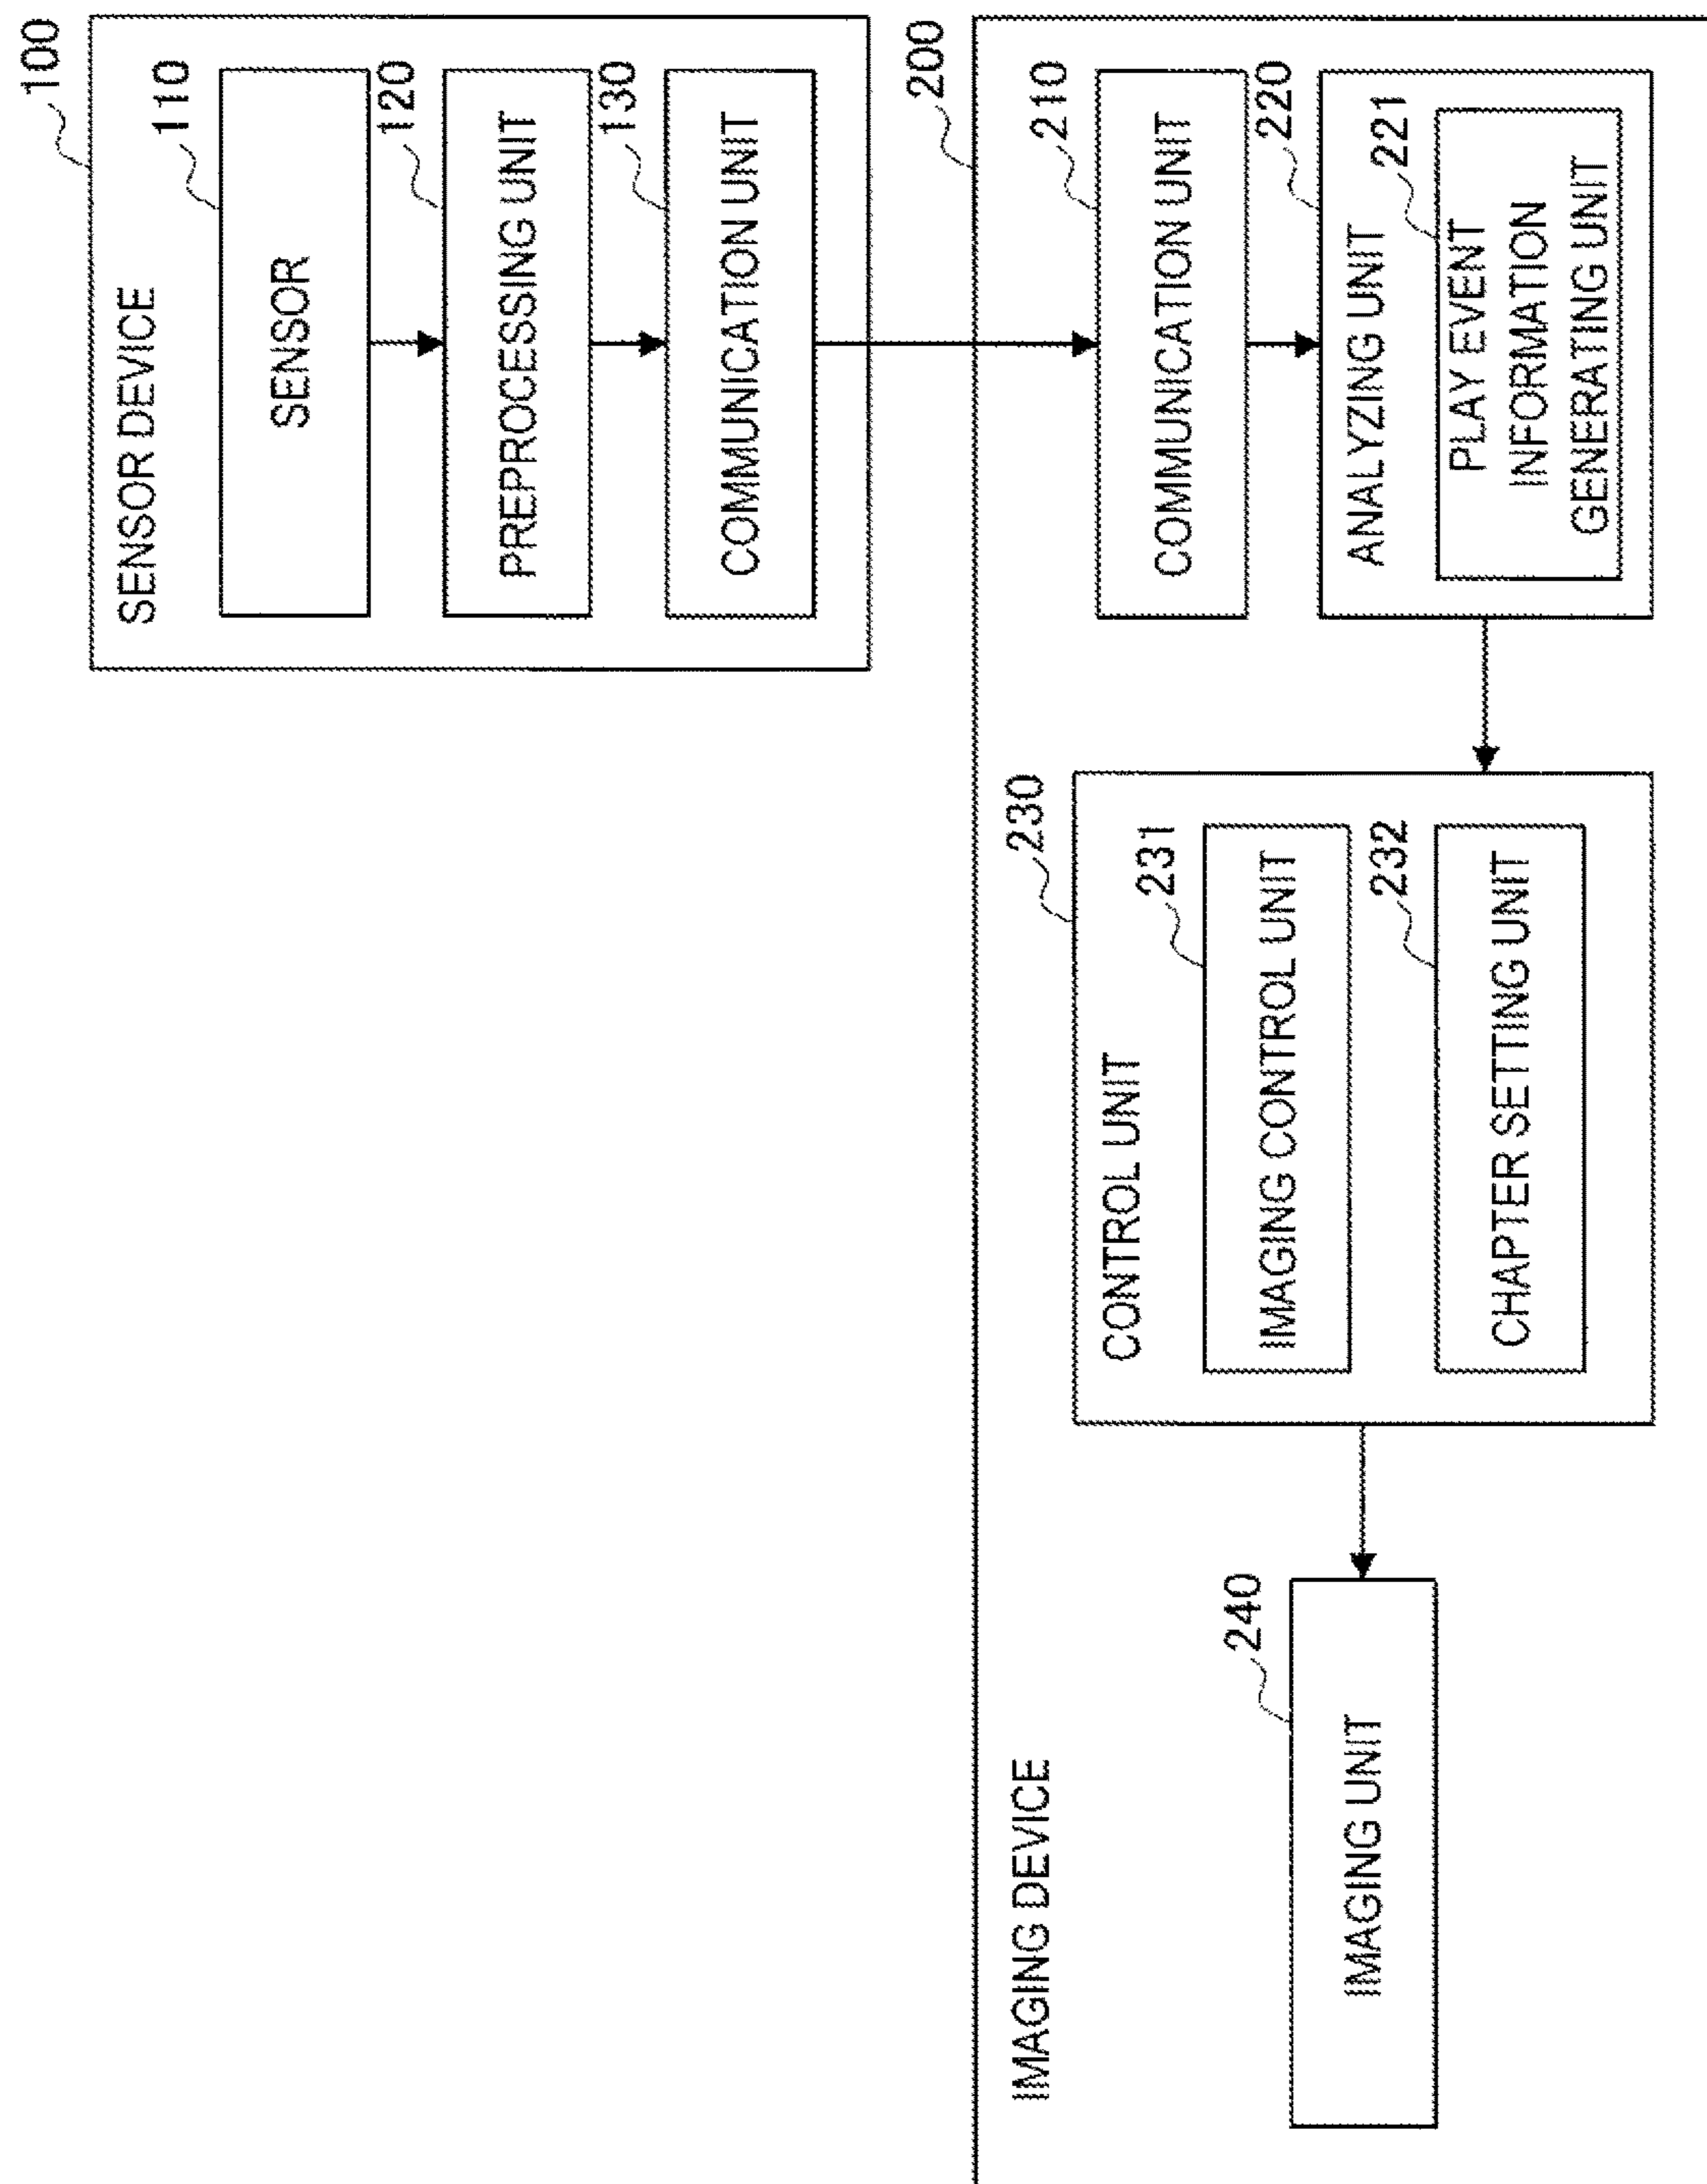 100
SENSOR DEVICE
110
SENSOR
120
PREPROCESSING UNIT
130
COMMUNICATION UNIT
200
IMAGING DEVICE
210
COMMUNICATION UNIT
220
ANALYZING UNIT
221
PLAY EVENT
INFORMATION
GENERATING UNIT
230
CONTROL UNIT
231
IMAGING CONTROL UNIT
232
CHAPTER SETTING UNIT
240
IMAGING UNIT